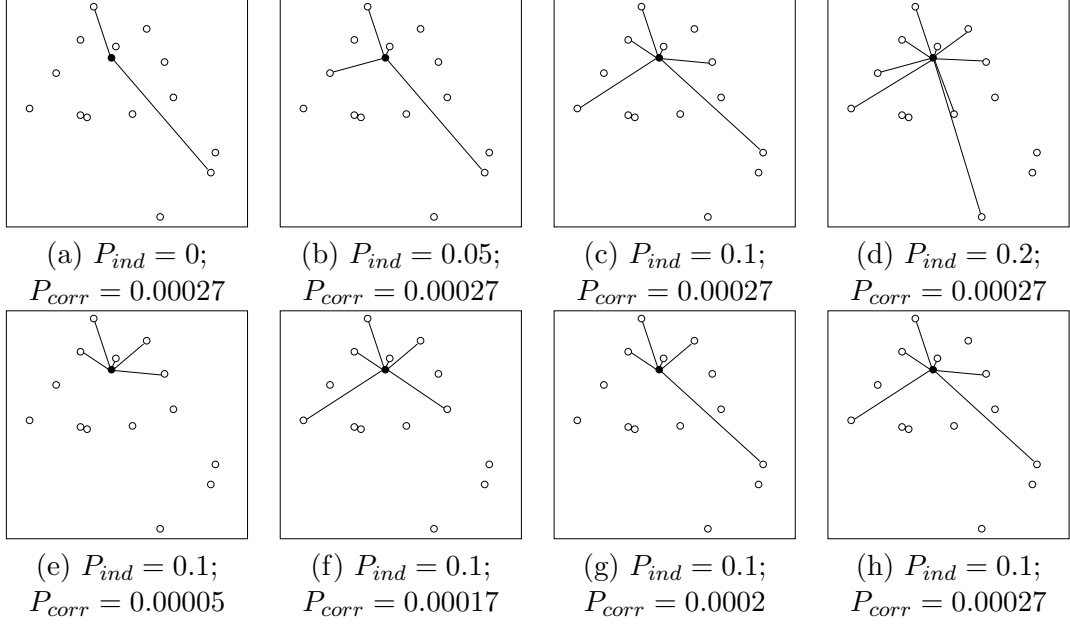 (a) P_ind = 0; (b) P_ind = 0.05; (c) P_ind = 0.1; (d) P_ind = 0.2;
P_corr = 0.00027 P_corr = 0.00027 P_corr = 0.00027 P_corr = 0.00027
(e) P_ind = 0.1; (f) P_ind = 0.1; (g) P_ind = 0.1; (h) P_ind = 0.1;
P_corr = 0.00005 P_corr = 0.00017 P_corr = 0.0002 P_corr = 0.00027